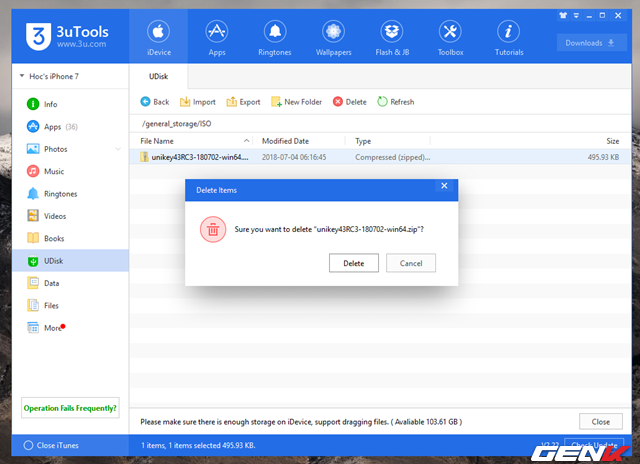 3 3uTools
www.3u.com
iDevice Apps Ringtones Wallpapers Flash & JB Toolbox Tutorials
Downloads
Hoc's iPhone 7
UDisk
Info
Apps (36)
Photos
Music
Ringtones
Videos
Books
UDisk
Data
Files
More
Back Import Export New Folder Delete Refresh
/general_storage/ISO
File Name Modified Date Type Size
unikey43RC3-180702-win64.... 2018-07-04 06:16:45 Compressed (zipped)... 495.93 KB
Delete Items
Sure you want to delete "unikey43RC3-180702-win64.zip"?
Delete Cancel
Operation Fails Frequently?
Please make sure there is enough storage on iDevice, support dragging files. ( Avaliable 103.61 GB )
Close
Close iTunes
1 items, 1 items selected 495.93 KB.
Check Update
GENK